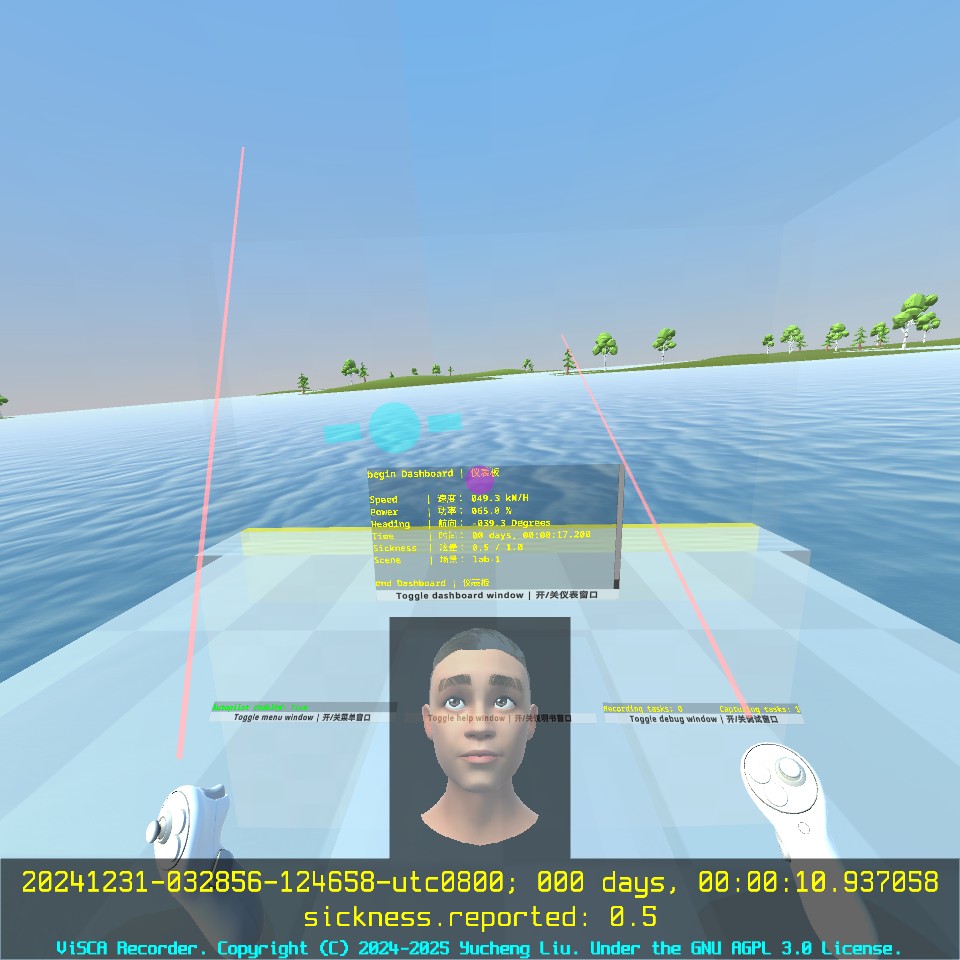 begin Dashboard | 仪表板
Speed | 速度: 049.3 kM/H
Power | 功率: 065.0 %
Heading | 航向: -039.3 Degrees
Time | 时间: 00 days, 00:00:17.200
Sickness | 晕晕: 0.5 / 1.0
Scene | 场景: lab-1
end Dashboard | 仪表板
Toggle dashboard window | 开/关仪表窗口
Autopilot enabled: True
Recording tasks: 0 Capturing tasks: 1
Toggle menu window | 开/关菜单窗口
Toggle help window | 开/关说明书窗口
Toggle debug window | 开/关调试窗口
20241231-032856-124658-utc0800; 000 days, 00:00:10.937058
sickness.reported: 0.5
ViSCA Recorder. Copyright (C) 2024-2025 Yucheng Liu. Under the GNU AGPL 3.0 License.